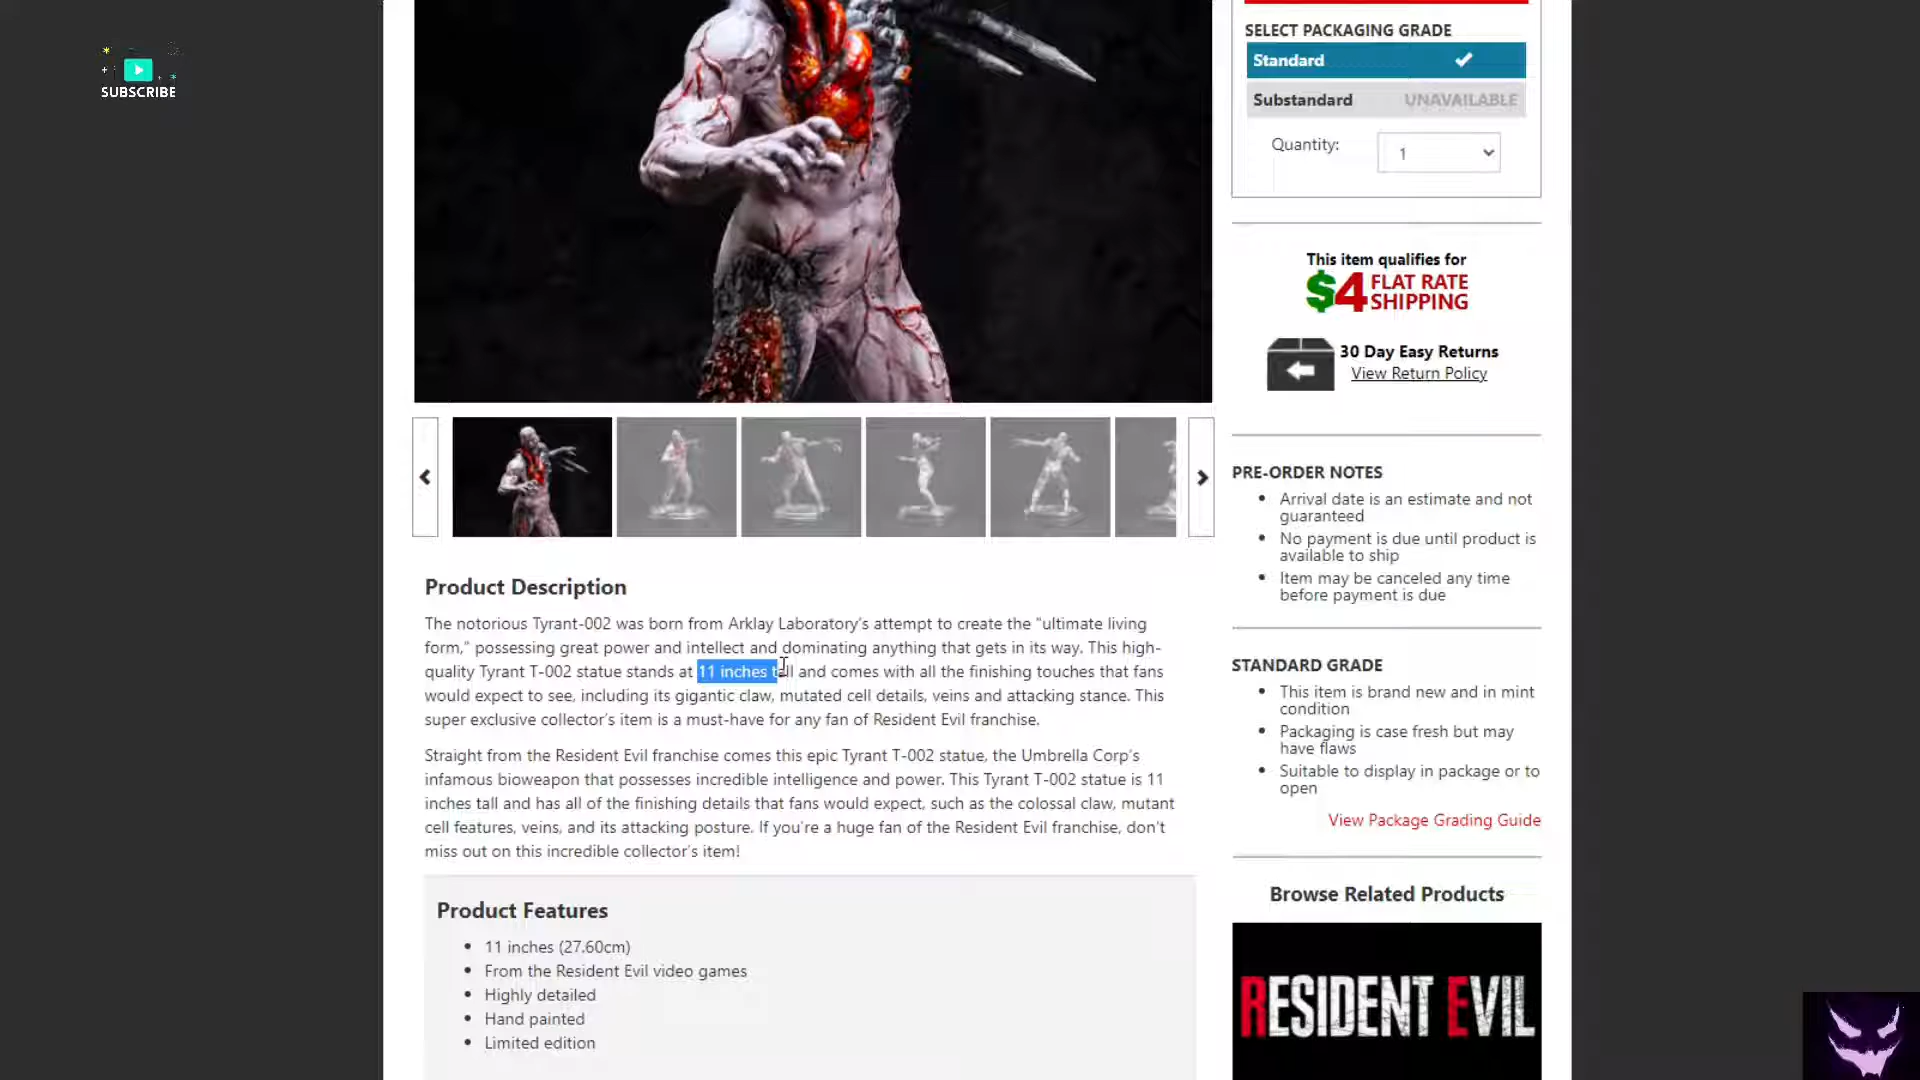 SUBSCRIBE
SELECT PACKAGING GRADE
Standard
Substandard UNAVAILABLE
Quantity: 1
This item qualifies for
$4 FLAT RATE
SHIPPING
30 Day Easy Returns
View Return Policy
Product Description
The notorious Tyrant-002 was born from Arklay Laboratory's attempt to create the "ultimate living
form," possessing great power and intellect and dominating anything that gets in its way. This high-
quality Tyrant T-002 statue stands at 11 inches tall and comes with all the finishing touches that fans
would expect to see, including its gigantic claw, mutated cell details, veins and attacking stance. This
super exclusive collector's item is a must-have for any fan of Resident Evil franchise.
Straight from the Resident Evil franchise comes this epic Tyrant T-002 statue, the Umbrella Corp's
infamous bioweapon that possesses incredible intelligence and power. This Tyrant T-002 statue is 11
inches tall and has all of the finishing details that fans would expect, such as the colossal claw, mutant
cell features, veins, and its attacking posture. If you're a huge fan of the Resident Evil franchise, don't
miss out on this incredible collector's item!
Product Features
11 inches (27.60cm)
From the Resident Evil video games
Highly detailed
Hand painted
Limited edition
PRE-ORDER NOTES
Arrival date is an estimate and not
guaranteed
No payment is due until product is
available to ship
Item may be canceled any time
before payment is due
STANDARD GRADE
This item is brand new and in mint
condition
Packaging is case fresh but may
have flaws
Suitable to display in package or to
open
View Package Grading Guide
Browse Related Products
RESIDENT EVIL